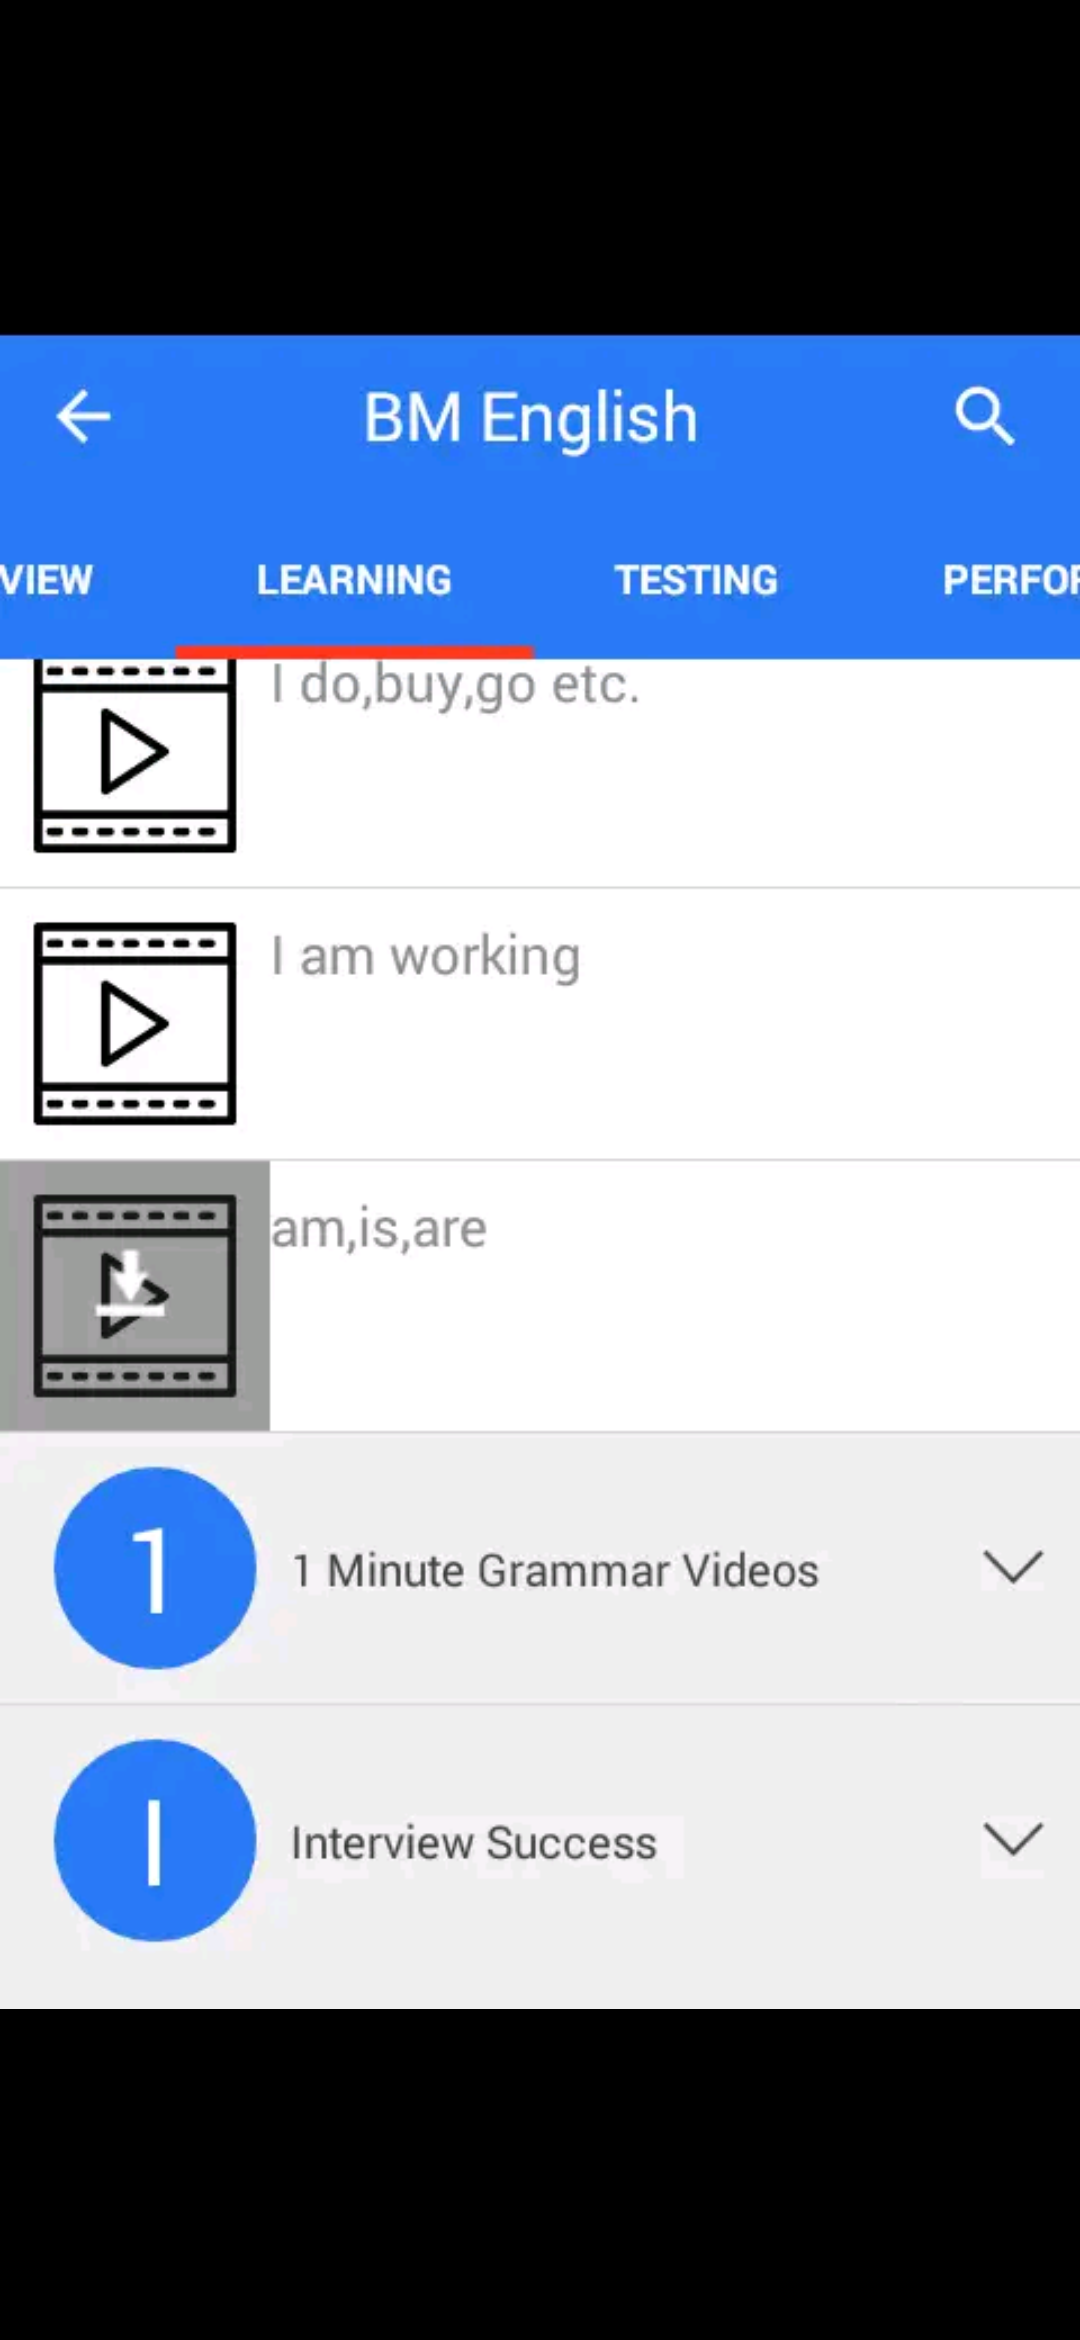 BM English
VIEW LEARNING TESTING PERFOR
I do,buy,go etc.
I am working
am,is,are
1
1 Minute Grammar Videos
I
Interview Success